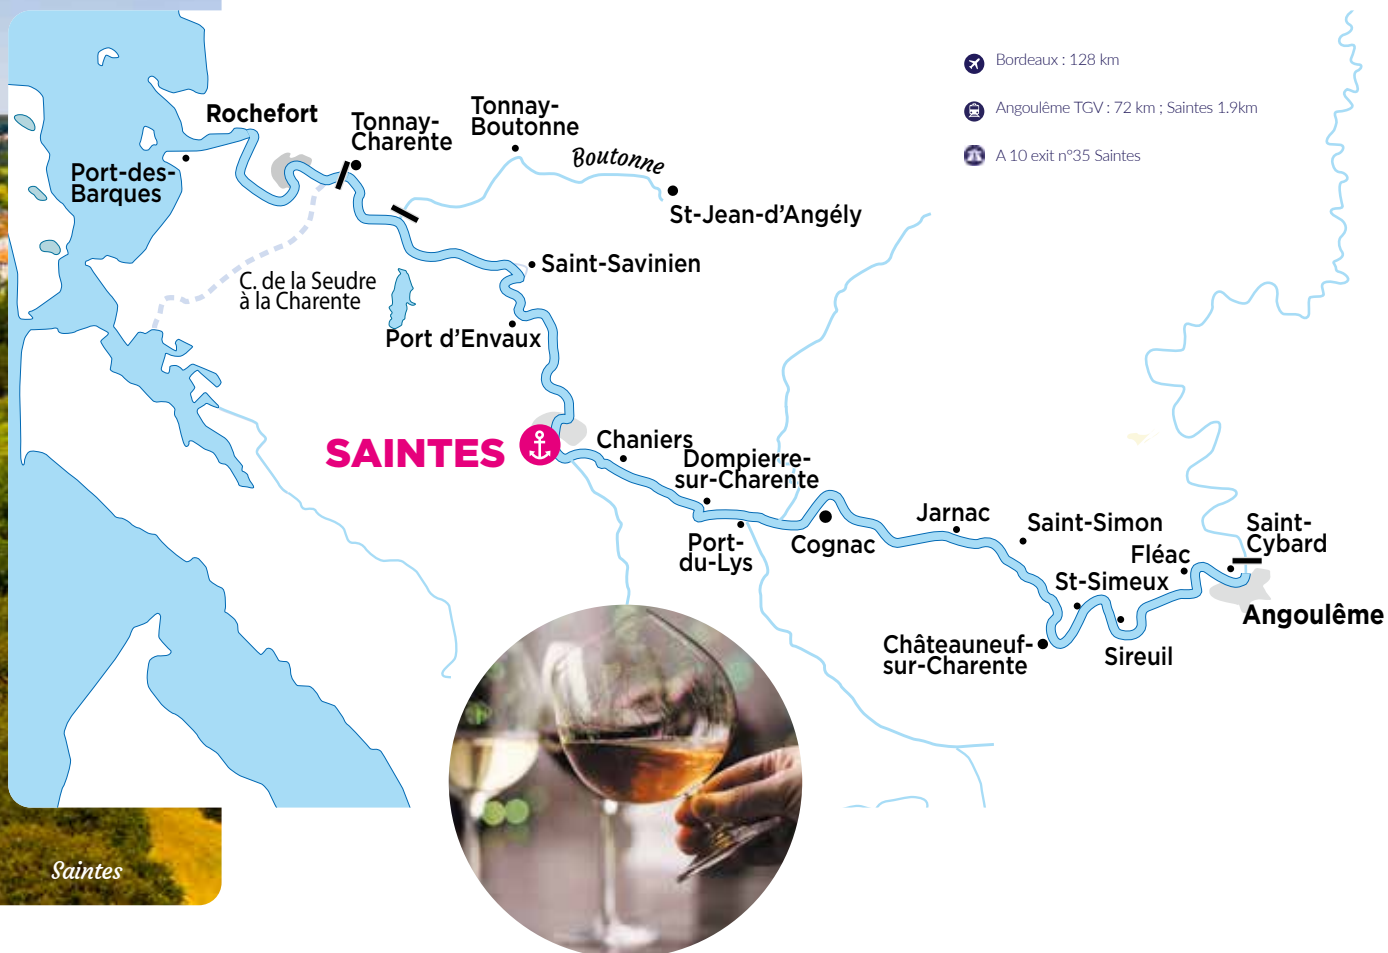 Bordeaux : 128 km
Angoulême TGV : 72 km ; Saintes 1.9km
A 10 exit n°35 Saintes
Rochefort
Tonnay-
Charente
Tonnay-
Boutonne
Boutonne
Port-des-
Barques
St-Jean-d'Angély
Saint-Savinien
C. de la Seudre
à la Charente
Port d'Envaux
SAINTES
Chaniers
Dompierre-
sur-Charente
Port-
du-Lys
Cognac
Jarnac
Saint-Simon
Saint-
Cybard
Fléac
St-Simeux
Angoulême
Châteauneuf-
sur-Charente
Sireuil
Saintes